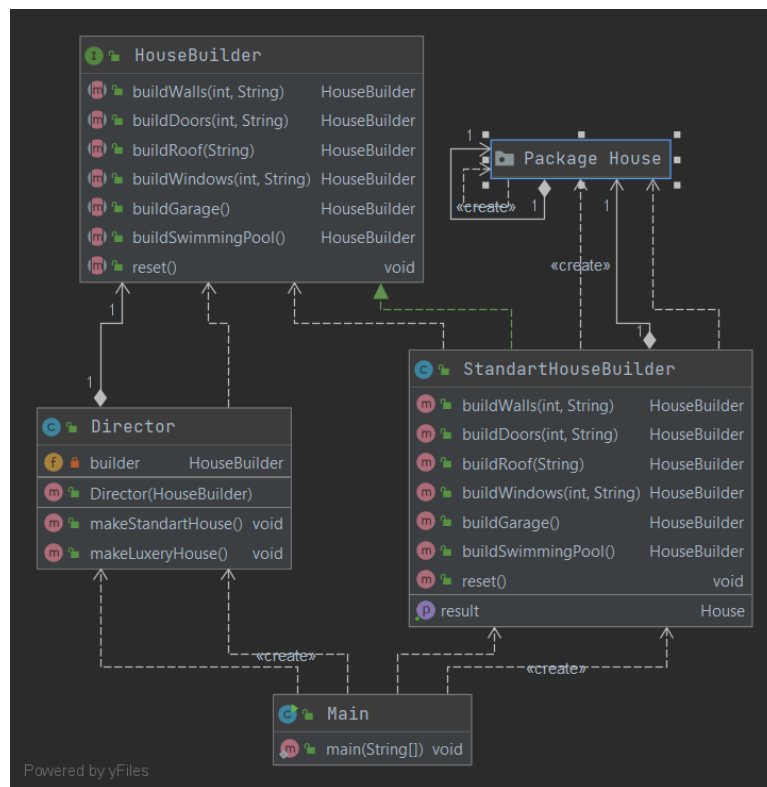 HouseBuilder
buildWalls(int, String) HouseBuilder
buildDoors(int, String) HouseBuilder
buildRoof(String) HouseBuilder
buildWindows(int, String) HouseBuilder
buildGarage() HouseBuilder
buildSwimmingPool() HouseBuilder
reset() void
1
Package House
«create»
1
1
«create»
1
1
1
StandartHouseBuilder
buildWalls(int, String) HouseBuilder
buildDoors(int, String) HouseBuilder
buildRoof(String) HouseBuilder
buildWindows(int, String) HouseBuilder
buildGarage() HouseBuilder
buildSwimmingPool() HouseBuilder
reset() void
result House
Director
builder HouseBuilder
Director(HouseBuilder)
makeStandartHouse() void
makeLuxeryHouse() void
«create»
«create»
Main
main(String[]) void
Powered by yFiles